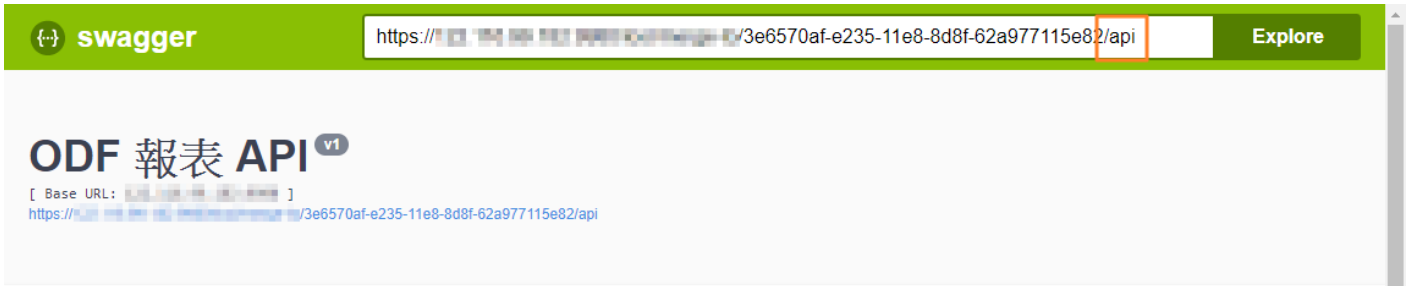 {··} swagger
https:// /3e6570af-e235-11e8-8d8f-62a977115e82/api
Explore
ODF 報表 API v1
[ Base URL: ]
https:// /3e6570af-e235-11e8-8d8f-62a977115e82/api